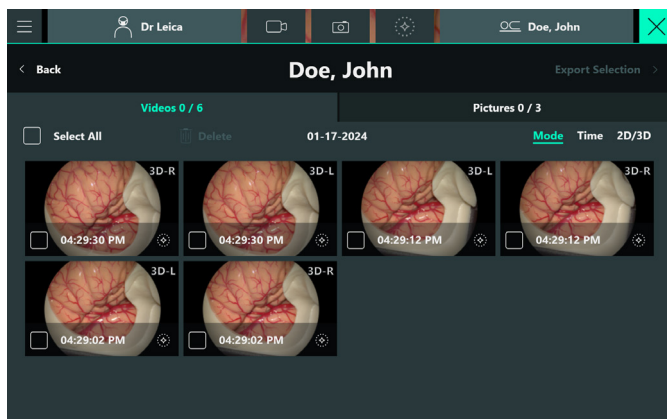 Dr Leica Doe, John
Back Doe, John Export Selection
Videos 0 / 6 Pictures 0 / 3
Select All Delete 01-17-2024 Mode Time 2D/3D
3D-R 3D-L 3D-L 3D-R
04:29:30 PM 04:29:30 PM 04:29:12 PM 04:29:12 PM
3D-L 3D-R
04:29:02 PM 04:29:02 PM